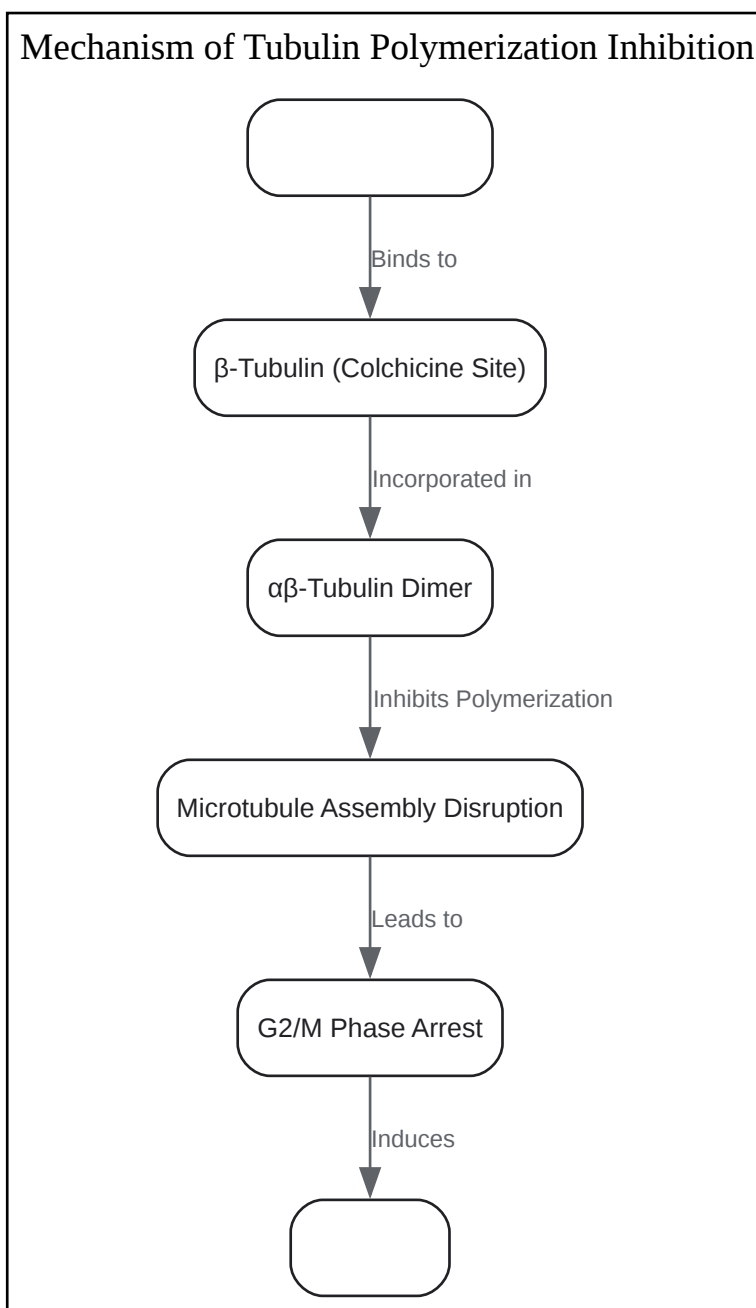 Mechanism of Tubulin Polymerization Inhibition
Binds to
β-Tubulin (Colchicine Site)
Incorporated in
αβ-Tubulin Dimer
Inhibits Polymerization
Microtubule Assembly Disruption
Leads to
G2/M Phase Arrest
Induces